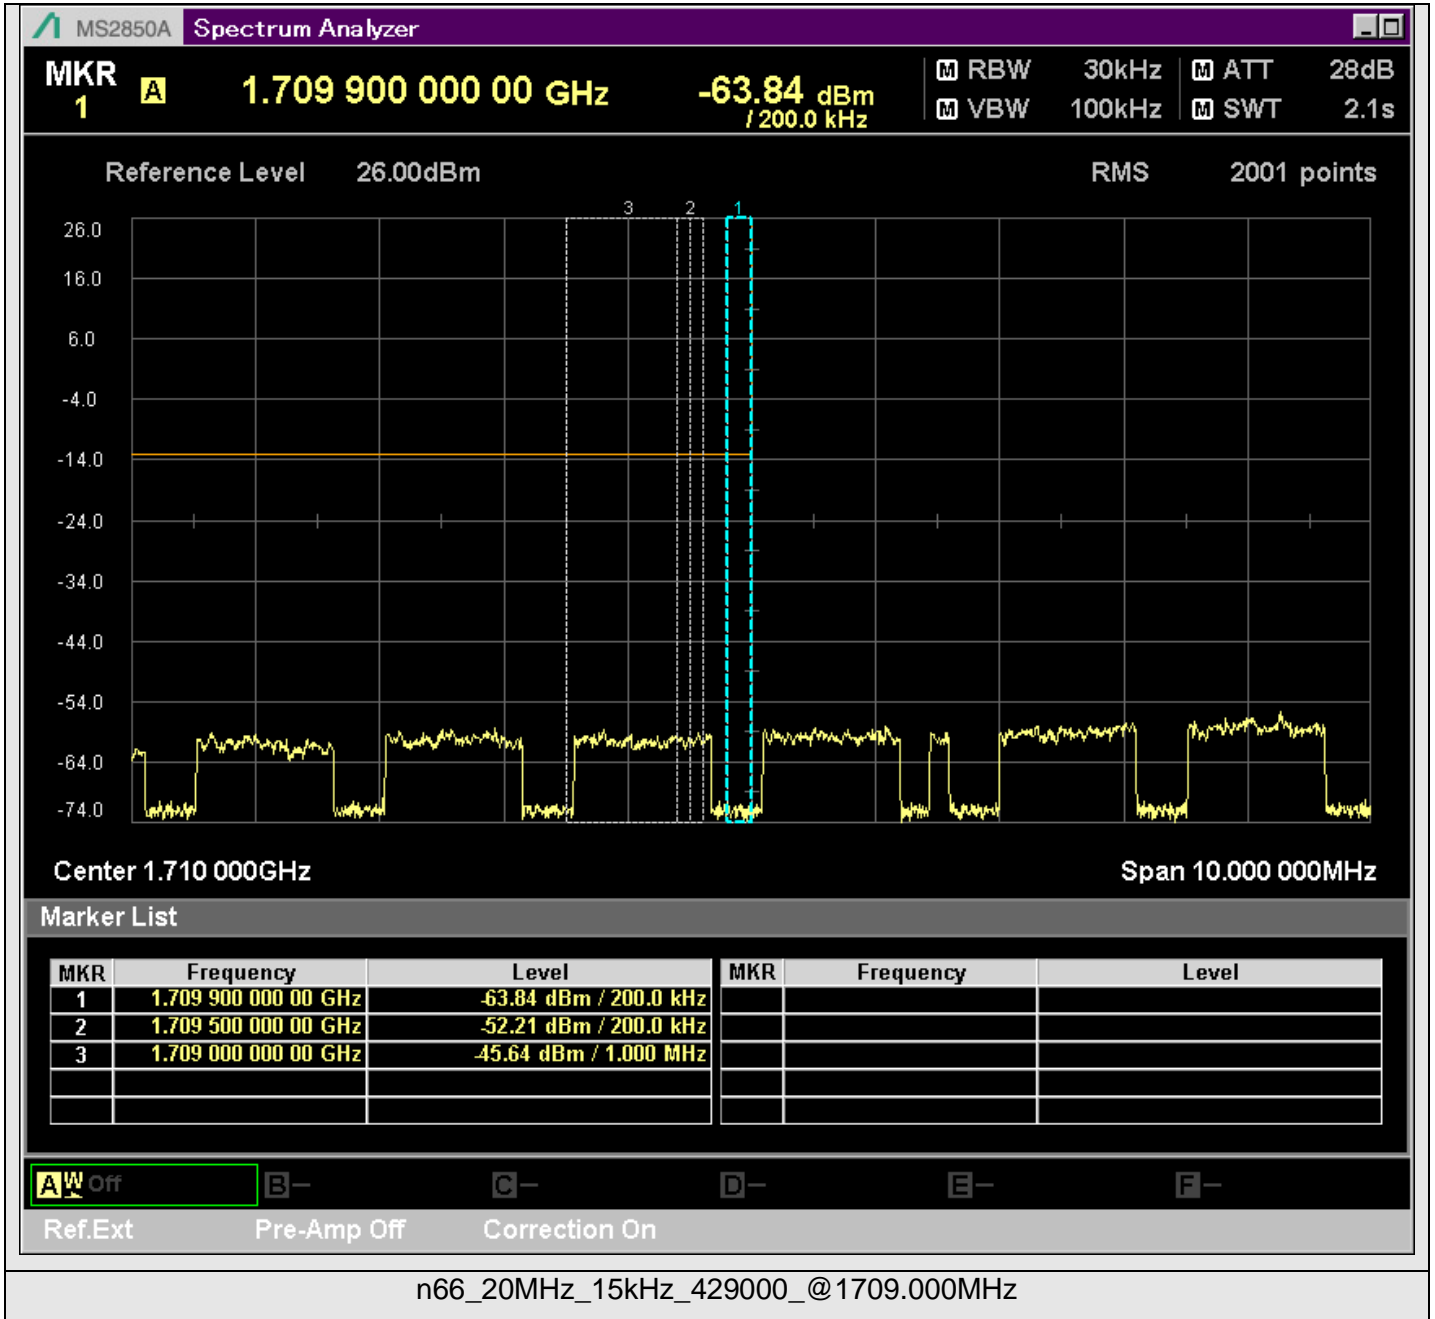 MS2850A Spectrum Analyzer
MKR 1 A 1.709 900 000 00 GHz -63.84 dBm / 200.0 kHz
M RBW 30kHz M ATT 28dB
M VBW 100kHz M SWT 2.1s
Reference Level 26.00dBm RMS 2001 points
3 2 1
26.0
16.0
6.0
-4.0
-14.0
-24.0
-34.0
-44.0
-54.0
-64.0
-74.0
Center 1.710 000GHz Span 10.000 000MHz
Marker List
MKR Frequency Level MKR Frequency Level
1 1.709 900 000 00 GHz -63.84 dBm / 200.0 kHz
2 1.709 500 000 00 GHz -52.21 dBm / 200.0 kHz
3 1.709 000 000 00 GHz -45.64 dBm / 1.000 MHz
A W Off B - C - D - E - F -
Ref.Ext Pre-Amp Off Correction On
n66_20MHz_15kHz_429000_@1709.000MHz